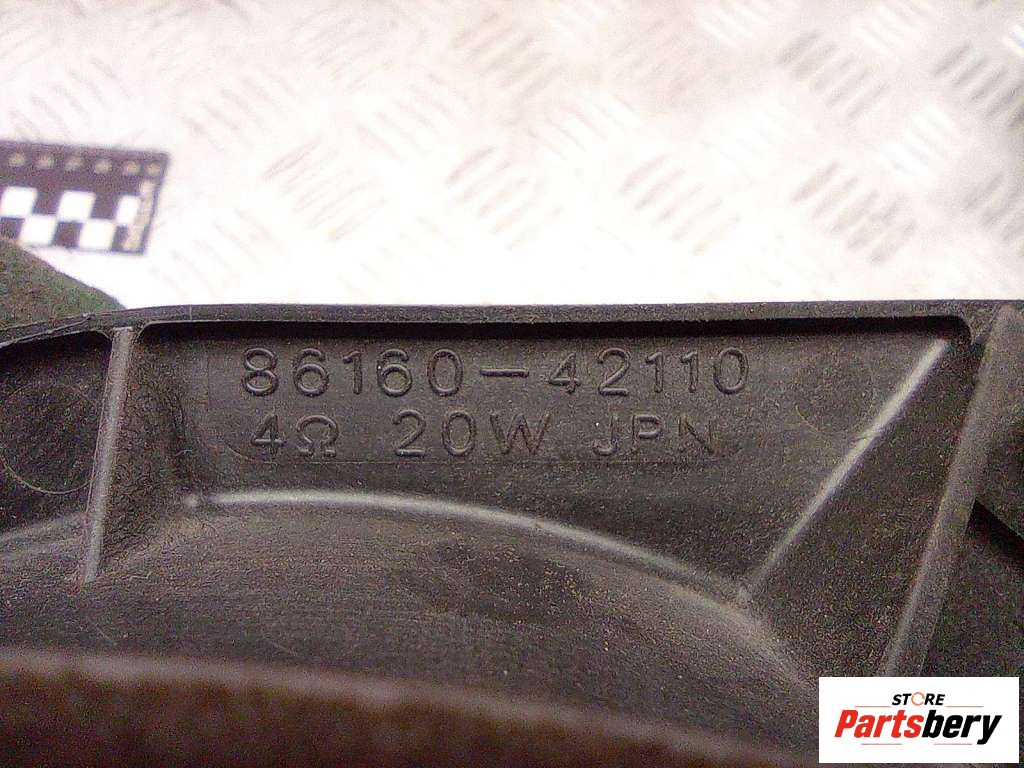 86160-42110
4Ω 20W JPN
STORE
Partsbery